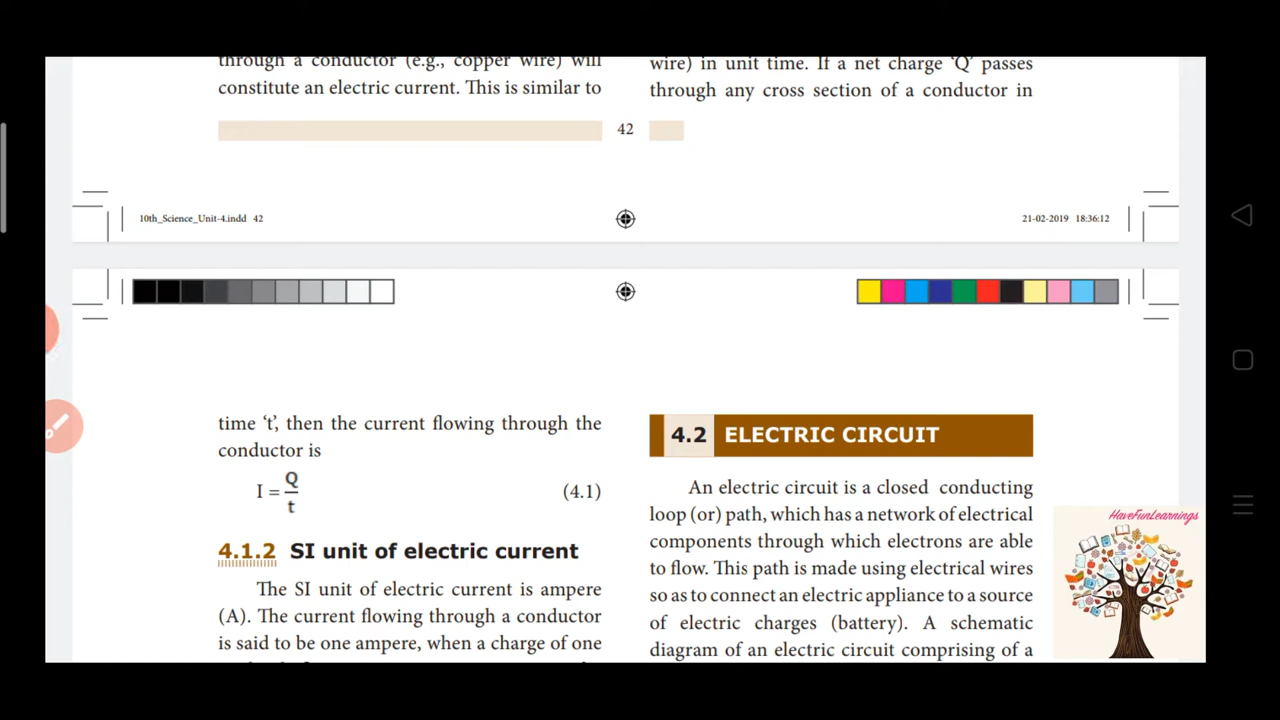 through a conductor (e.g., copper wire) will
constitute an electric current. This is similar to
wire) in unit time. If a net charge ‘Q’ passes
through any cross section of a conductor in
42
10th_Science_Unit-4.indd 42
21-02-2019 18:36:12
time ‘t’, then the current flowing through the
conductor is
I = Q/t (4.1)
4.1.2 SI unit of electric current
The SI unit of electric current is ampere
(A). The current flowing through a conductor
is said to be one ampere, when a charge of one
4.2 ELECTRIC CIRCUIT
An electric circuit is a closed conducting
loop (or) path, which has a network of electrical
components through which electrons are able
to flow. This path is made using electrical wires
so as to connect an electric appliance to a source
of electric charges (battery). A schematic
diagram of an electric circuit comprising of a
HaveFunLearnings